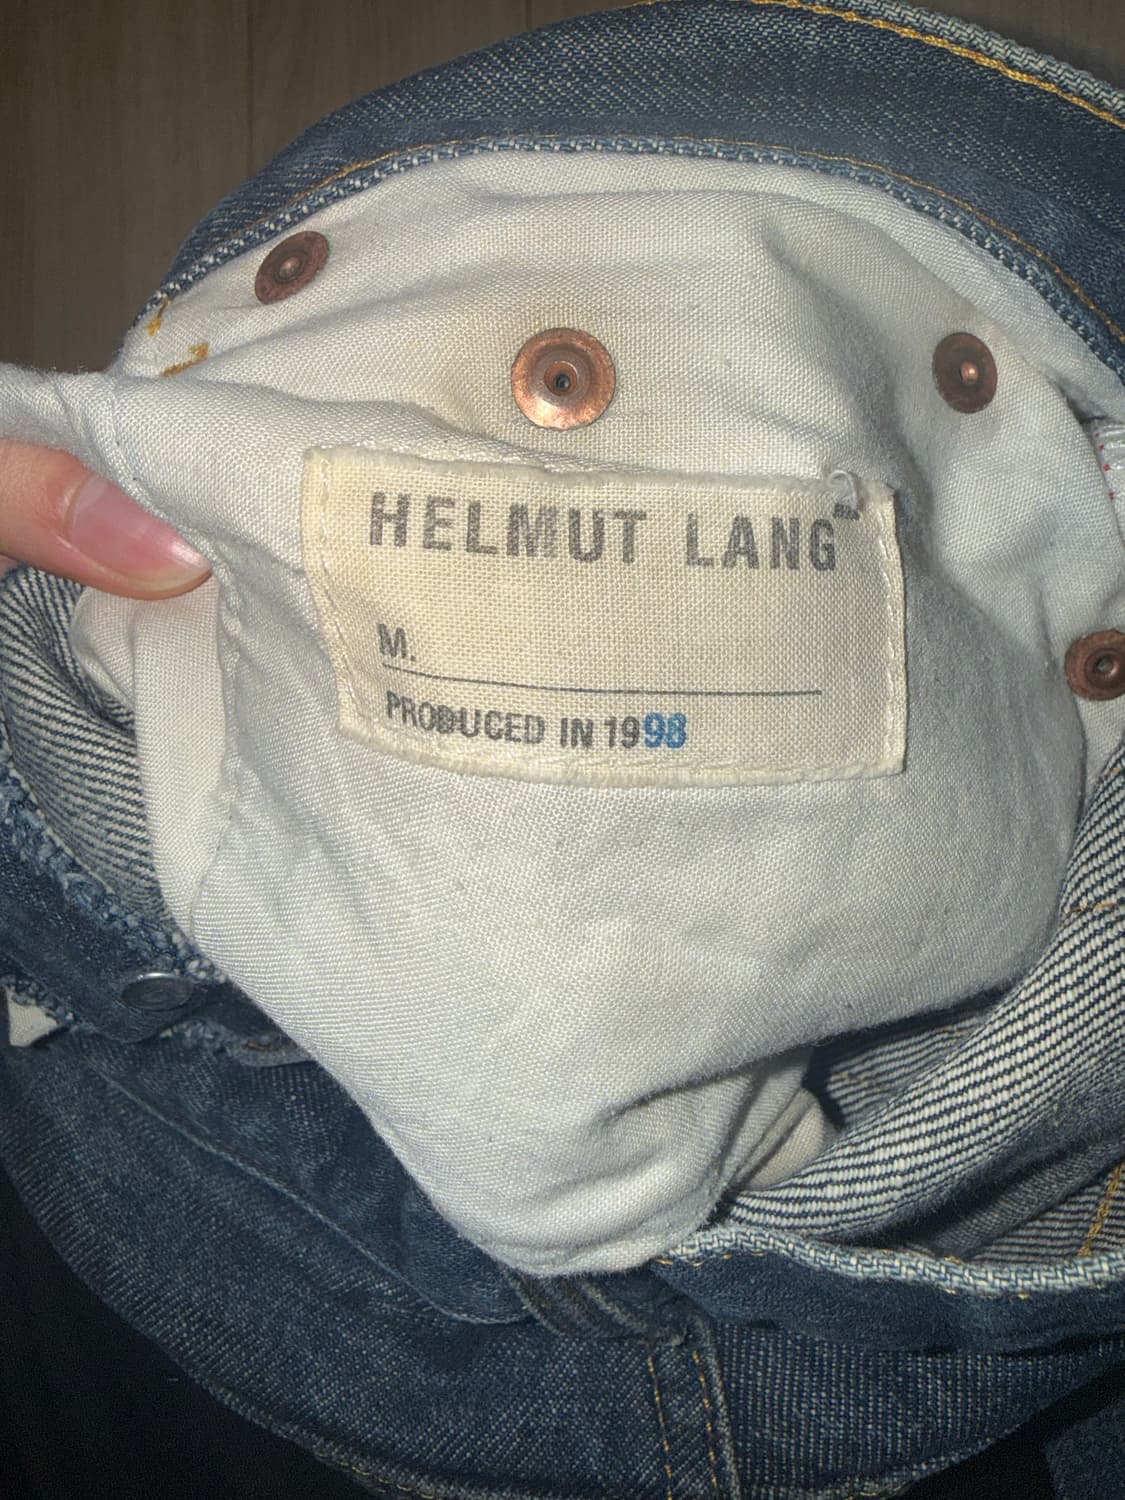 HELMUT LANG
M.
PRODUCED IN 1998